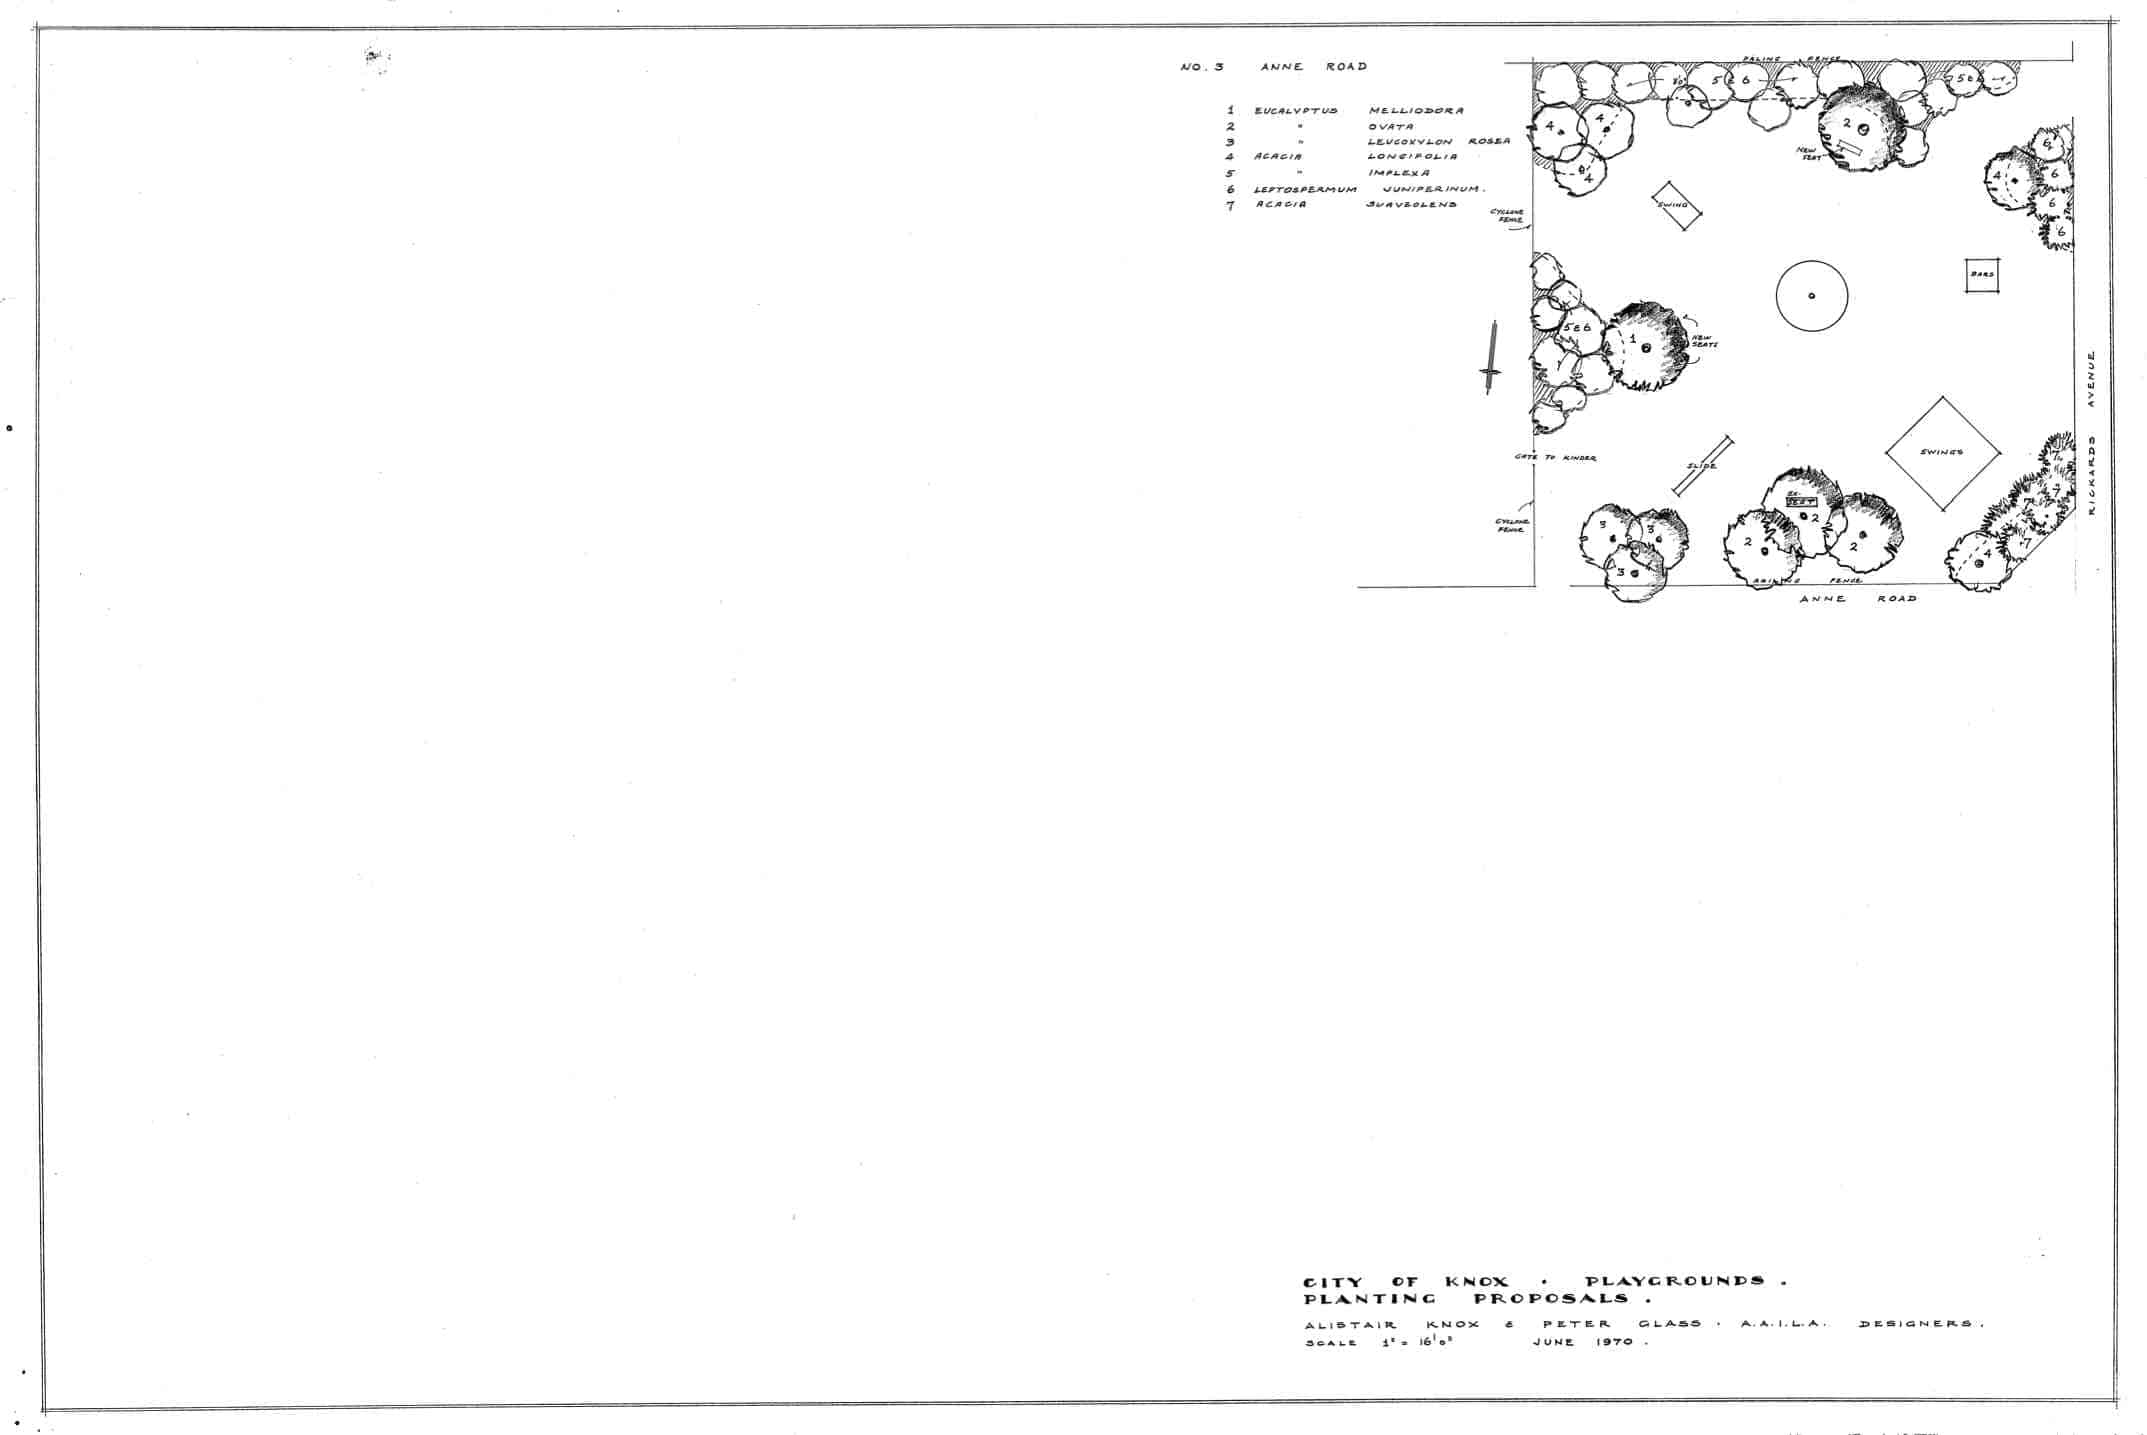 NO. 3 ANNE ROAD
1 EUCALYPTUS MELLIODORA
2 " OVATA
3 " LEUCOXYLON ROSEA
4 ACACIA LONGIFOLIA
5 " IMPLEXA
6 LEPTOSPERMUM JUNIPERINUM.
7 ACACIA SUAVEOLENS
PALING FENCE
5 & 6
5 & 6
4
4
4
2
NEW
SEAT
6
4
6
6
6
CYCLONE
FENCE
SWING
BARS
5 & 6
1
NEW
SEATS
RICKARDS AVENUE
GATE TO KINDER
SLIDE
SWINGS
7
7
7
7
EX.
SEAT
2
2
2
3
3
3
4
CYCLONE
FENCE
RAILING FENCE
ANNE ROAD
CITY OF KNOX . PLAYGROUNDS .
PLANTING PROPOSALS .
ALISTAIR KNOX & PETER GLASS . A.A.I.L.A. DESIGNERS.
SCALE 1" = 16'0" JUNE 1970 .